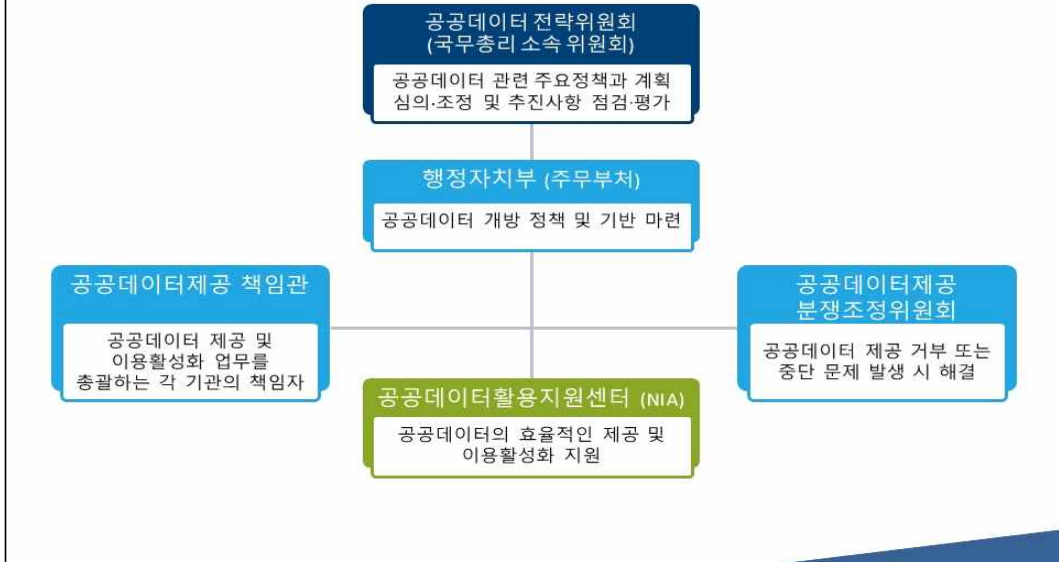 공공데이터 전략위원회
(국무총리 소속 위원회)
공공데이터 관련 주요정책과 계획
심의·조정 및 추진사항 점검·평가
행정자치부 (주무부처)
공공데이터 개방 정책 및 기반 마련
공공데이터제공 책임관
공공데이터 제공 및
이용활성화 업무를
총괄하는 각 기관의 책임자
공공데이터제공
분쟁조정위원회
공공데이터 제공 거부 또는
중단 문제 발생 시 해결
공공데이터활용지원센터 (NIA)
공공데이터의 효율적인 제공 및
이용활성화 지원